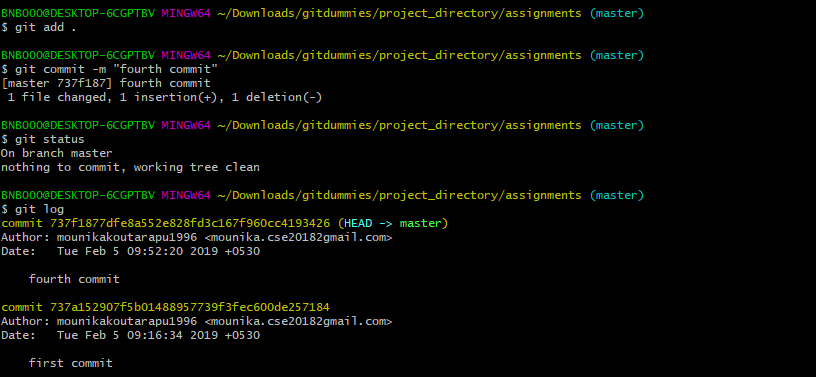 BNBOOO@DESKTOP-6CGPTBV MINGW64 ~/Downloads/gitdummies/project_directory/assignments (master)
$ git add .
BNBOOO@DESKTOP-6CGPTBV MINGW64 ~/Downloads/gitdummies/project_directory/assignments (master)
$ git commit -m "fourth commit"
[master 737f187] fourth commit
 1 file changed, 1 insertion(+), 1 deletion(-)
BNBOOO@DESKTOP-6CGPTBV MINGW64 ~/Downloads/gitdummies/project_directory/assignments (master)
$ git status
On branch master
nothing to commit, working tree clean
BNBOOO@DESKTOP-6CGPTBV MINGW64 ~/Downloads/gitdummies/project_directory/assignments (master)
$ git log
commit 737f1877dfe8a552e828fd3c167f960cc4193426 (HEAD -> master)
Author: mounikakoutarapu1996 <mounika.cse20182gmail.com>
Date:   Tue Feb 5 09:52:20 2019 +0530
    fourth commit
commit 737a152907f5b01488957739f3fec600de257184
Author: mounikakoutarapu1996 <mounika.cse20182gmail.com>
Date:   Tue Feb 5 09:16:34 2019 +0530
    first commit